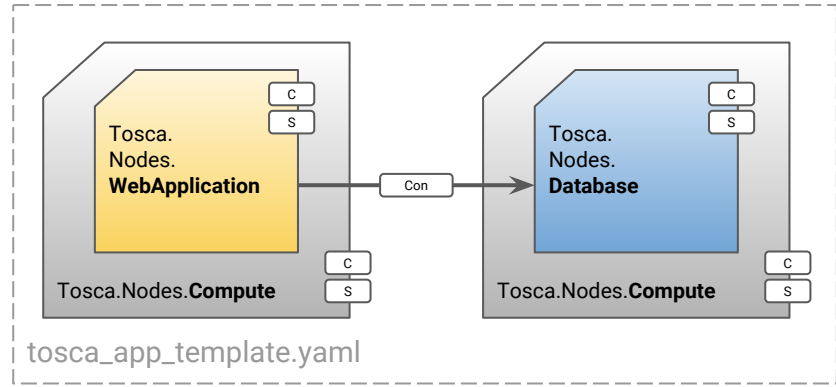 C
S
Tosca.
Nodes.
WebApplication
C
S
Tosca.Nodes.Compute
Con
C
S
Tosca.
Nodes.
Database
C
S
Tosca.Nodes.Compute
tosca_app_template.yaml